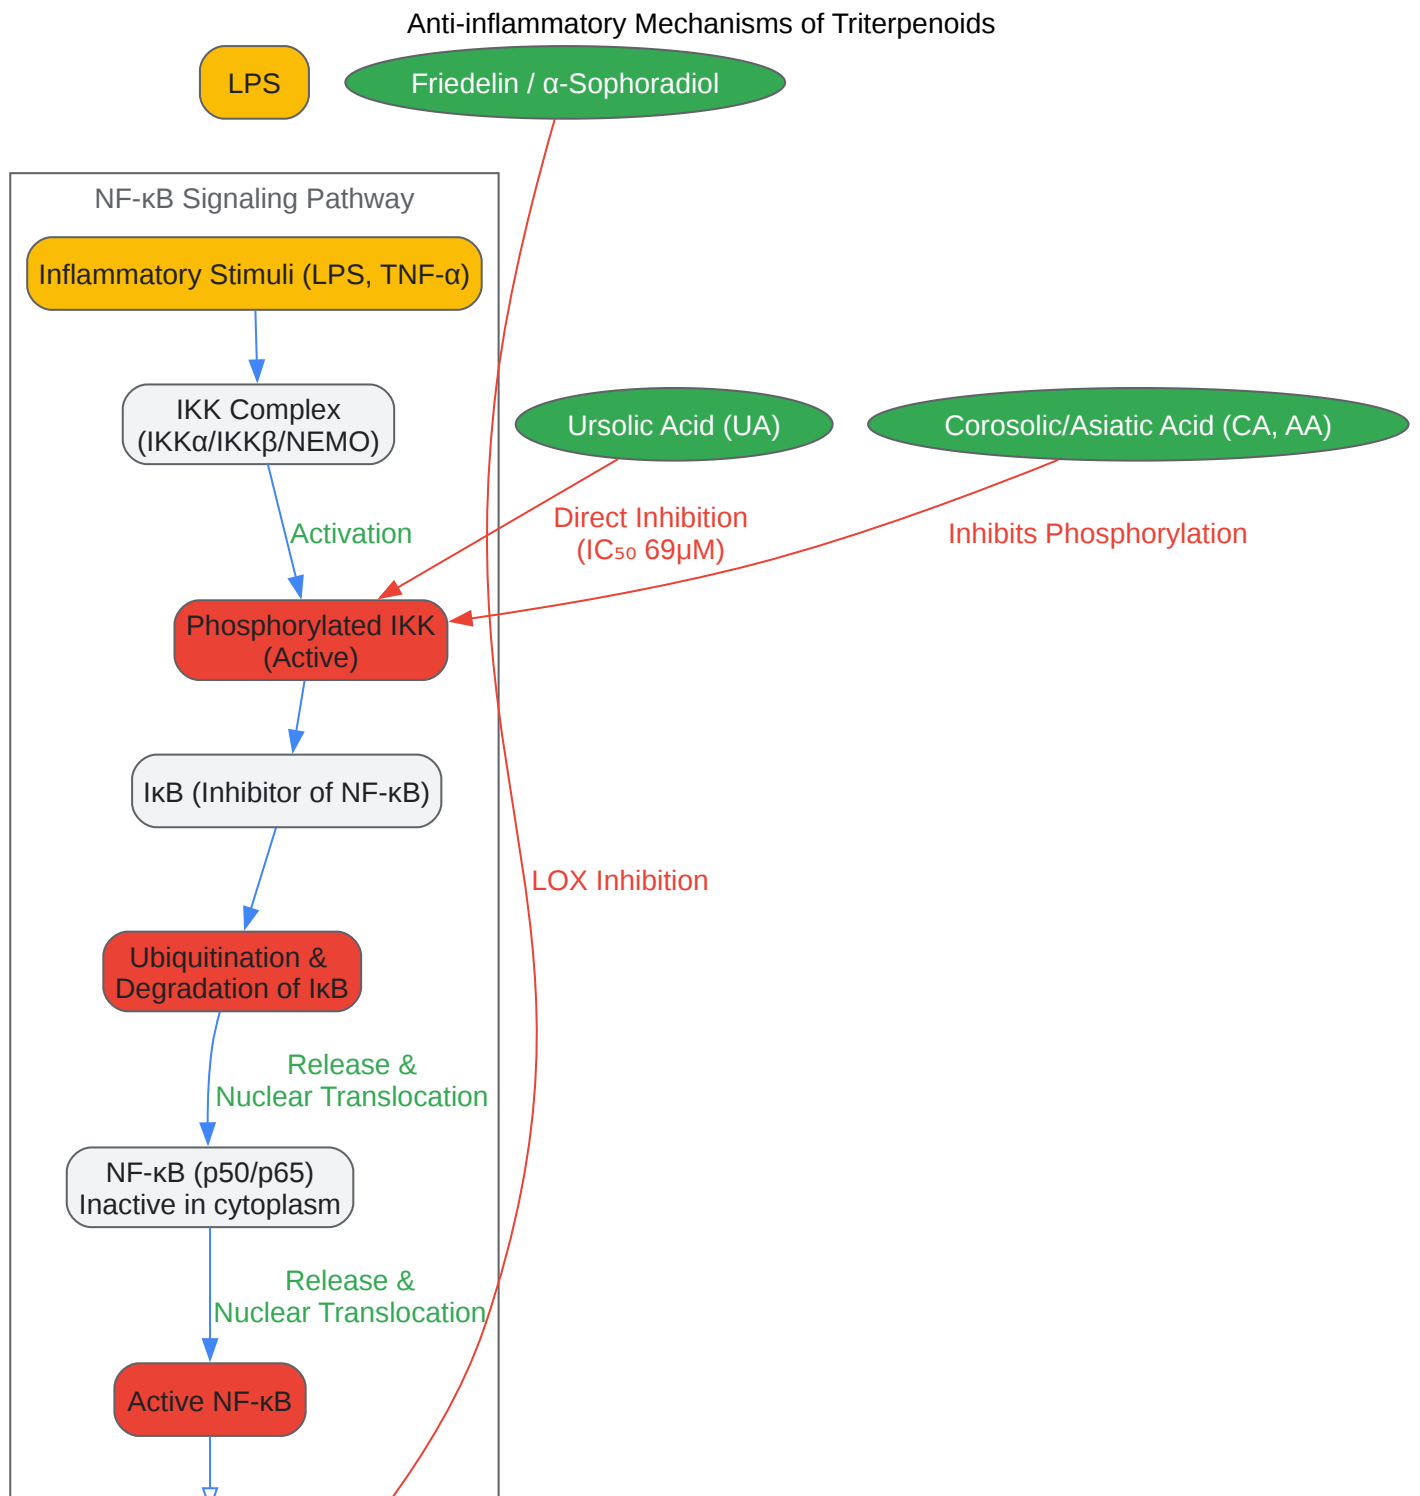 Anti-inflammatory Mechanisms of Triterpenoids
LPS
Friedelin / α-Sophoradiol
NF-κB Signaling Pathway
Inflammatory Stimuli (LPS, TNF-α)
IKK Complex
(IKKα/IKKβ/NEMO)
Ursolic Acid (UA)
Corosolic/Asiatic Acid (CA, AA)
Activation
Direct Inhibition
(IC₅₀ 69μM)
Inhibits Phosphorylation
Phosphorylated IKK
(Active)
IκB (Inhibitor of NF-κB)
LOX Inhibition
Ubiquitination &
Degradation of IκB
Release &
Nuclear Translocation
NF-κB (p50/p65)
Inactive in cytoplasm
Release &
Nuclear Translocation
Active NF-κB